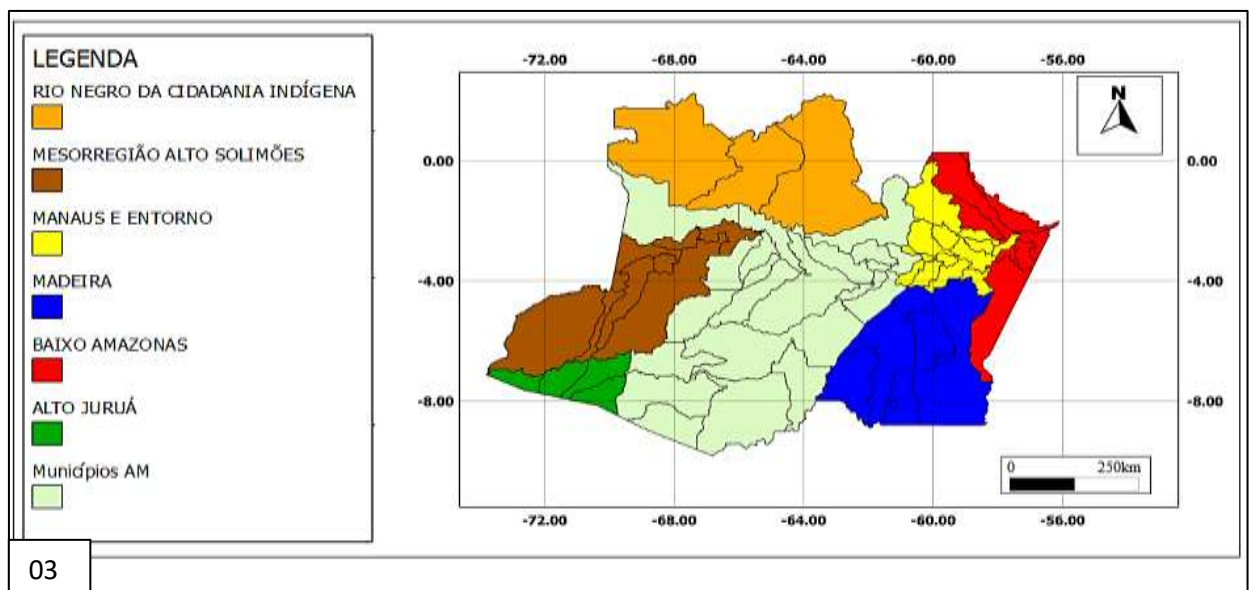 LEGENDA
RIO NEGRO DA CIDADANIA INDÍGENA
MESORREGIÃO ALTO SOLIMÕES
MANAUS E ENTORNO
MADEIRA
BAIXO AMAZONAS
ALTO JURUÁ
Municípios AM
-72.00 -68.00 -64.00 -60.00 -56.00
N
0.00 0.00
-4.00 -4.00
-8.00 -8.00
0 250km
-72.00 -68.00 -64.00 -60.00 -56.00
03